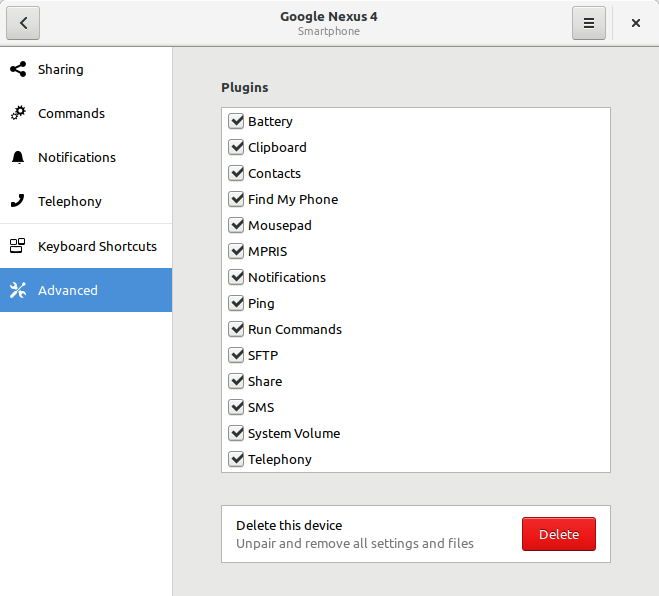 Google Nexus 4
Smartphone
Sharing
Commands
Notifications
Telephony
Keyboard Shortcuts
Advanced
Plugins
Battery
Clipboard
Contacts
Find My Phone
Mousepad
MPRIS
Notifications
Ping
Run Commands
SFTP
Share
SMS
System Volume
Telephony
Delete this device
Unpair and remove all settings and files
Delete